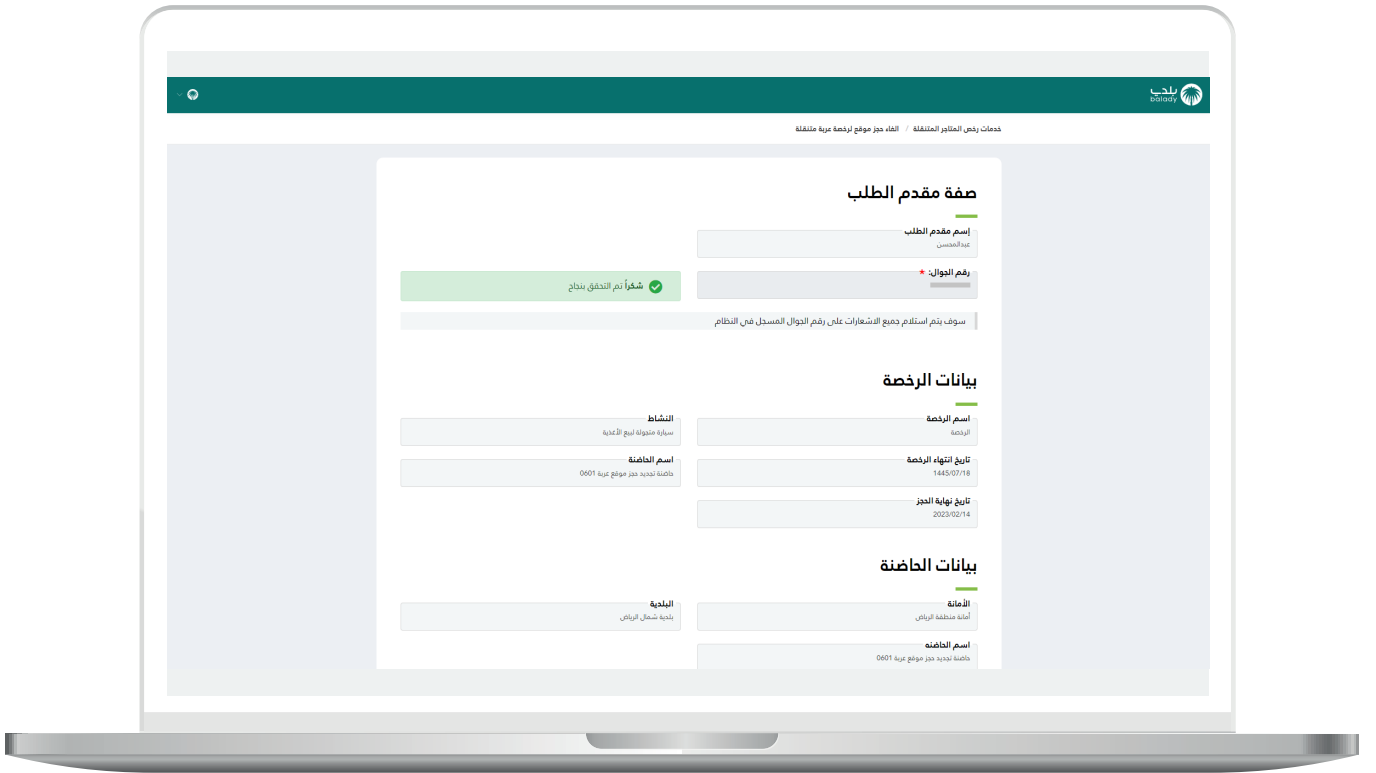 بلدي
balady
خدمات رخص المتاجر المتنقلة / الغاء حجز موقع لرخصة عربة متنقلة
صفة مقدم الطلب
إسم مقدم الطلب
عبدالمحسن
رقم الجوال: *
شكراً تم التحقق بنجاح
سوف يتم استلام جميع الاشعارات على رقم الجوال المسجل في النظام
بيانات الرخصة
اسم الرخصة
الرخصة
النشاط
سيارة متجولة لبيع الأغذية
تاريخ انتهاء الرخصة
1445/07/18
اسم الحاضنة
حاضنة تجديد حجز موقع عربة 0601
تاريخ نهاية الحجز
2023/02/14
بيانات الحاضنة
الأمانة
أمانة منطقة الرياض
البلدية
بلدية شمال الرياض
اسم الحاضنه
حاضنة تجديد حجز موقع عربة 0601